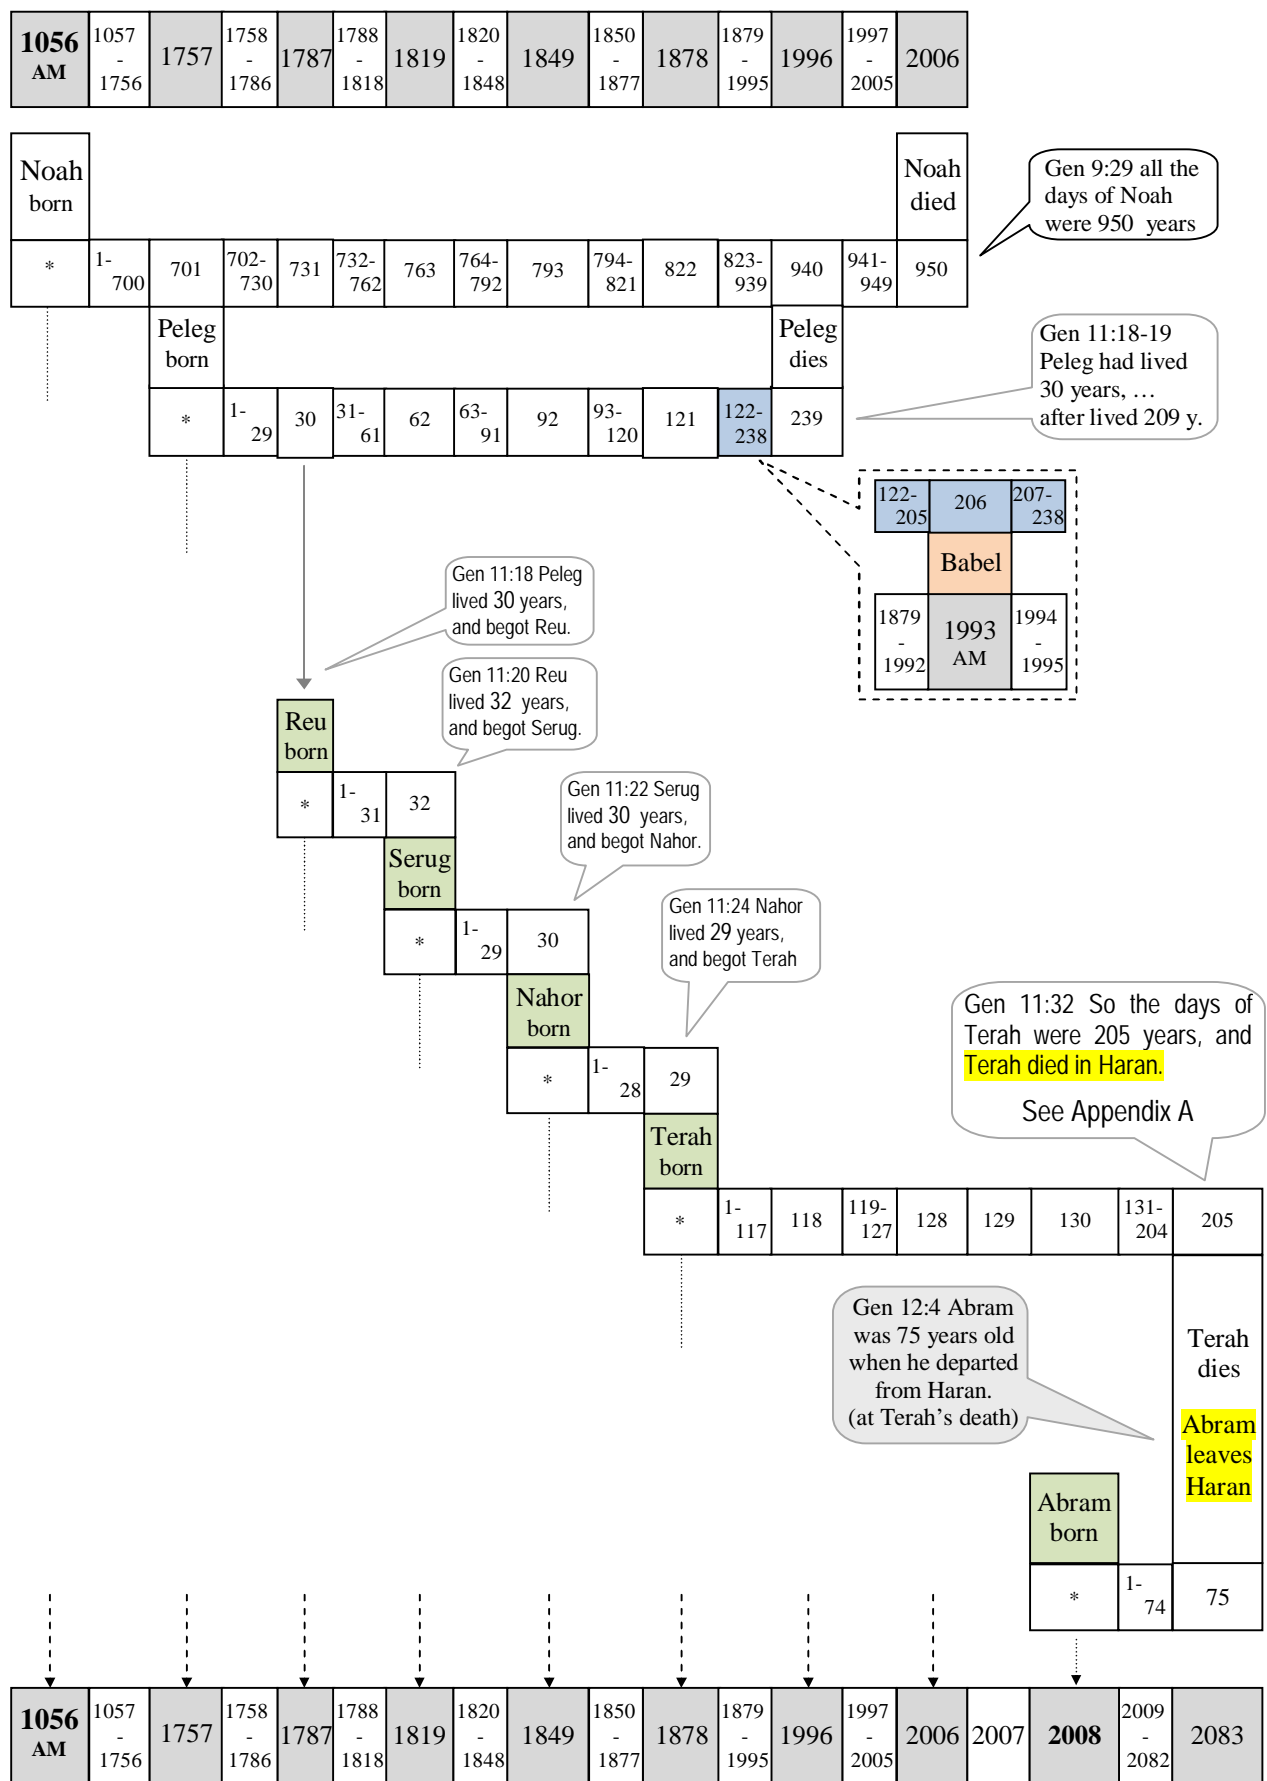 1056
AM
1057
-
1756
1757
1758
-
1786
1787
1788
-
1818
1819
1820
-
1848
1849
1850
-
1877
1878
1879
-
1995
1996
1997
-
2005
2006
Noah
born
Noah
died
Gen 9:29 all the
days of Noah
were 950 years
*
1-
700
701
702-
730
731
732-
762
763
764-
792
793
794-
821
822
823-
939
940
941-
949
950
Peleg
born
Peleg
dies
Gen 11:18-19
Peleg had lived
30 years, …
after lived 209 y.
*
1-
29
30
31-
61
62
63-
91
92
93-
120
121
122-
238
239
122-
205
206
207-
238
Babel
1879
-
1992
1993
AM
1994
-
1995
Gen 11:18 Peleg
lived 30 years,
and begot Reu.
Gen 11:20 Reu
lived 32 years,
and begot Serug.
Reu
born
*
1-
31
32
Gen 11:22 Serug
lived 30 years,
and begot Nahor.
Serug
born
*
1-
29
30
Gen 11:24 Nahor
lived 29 years,
and begot Terah
Nahor
born
*
1-
28
29
Gen 11:32 So the days of
Terah were 205 years, and
Terah died in Haran.
See Appendix A
Terah
born
*
1-
117
118
119-
127
128
129
130
131-
204
205
Gen 12:4 Abram
was 75 years old
when he departed
from Haran.
(at Terah’s death)
Terah
dies
Abram
leaves
Haran
Abram
born
*
1-
74
75
1056
AM
1057
-
1756
1757
1758
-
1786
1787
1788
-
1818
1819
1820
-
1848
1849
1850
-
1877
1878
1879
-
1995
1996
1997
-
2005
2006
2007
2008
2009
-
2082
2083